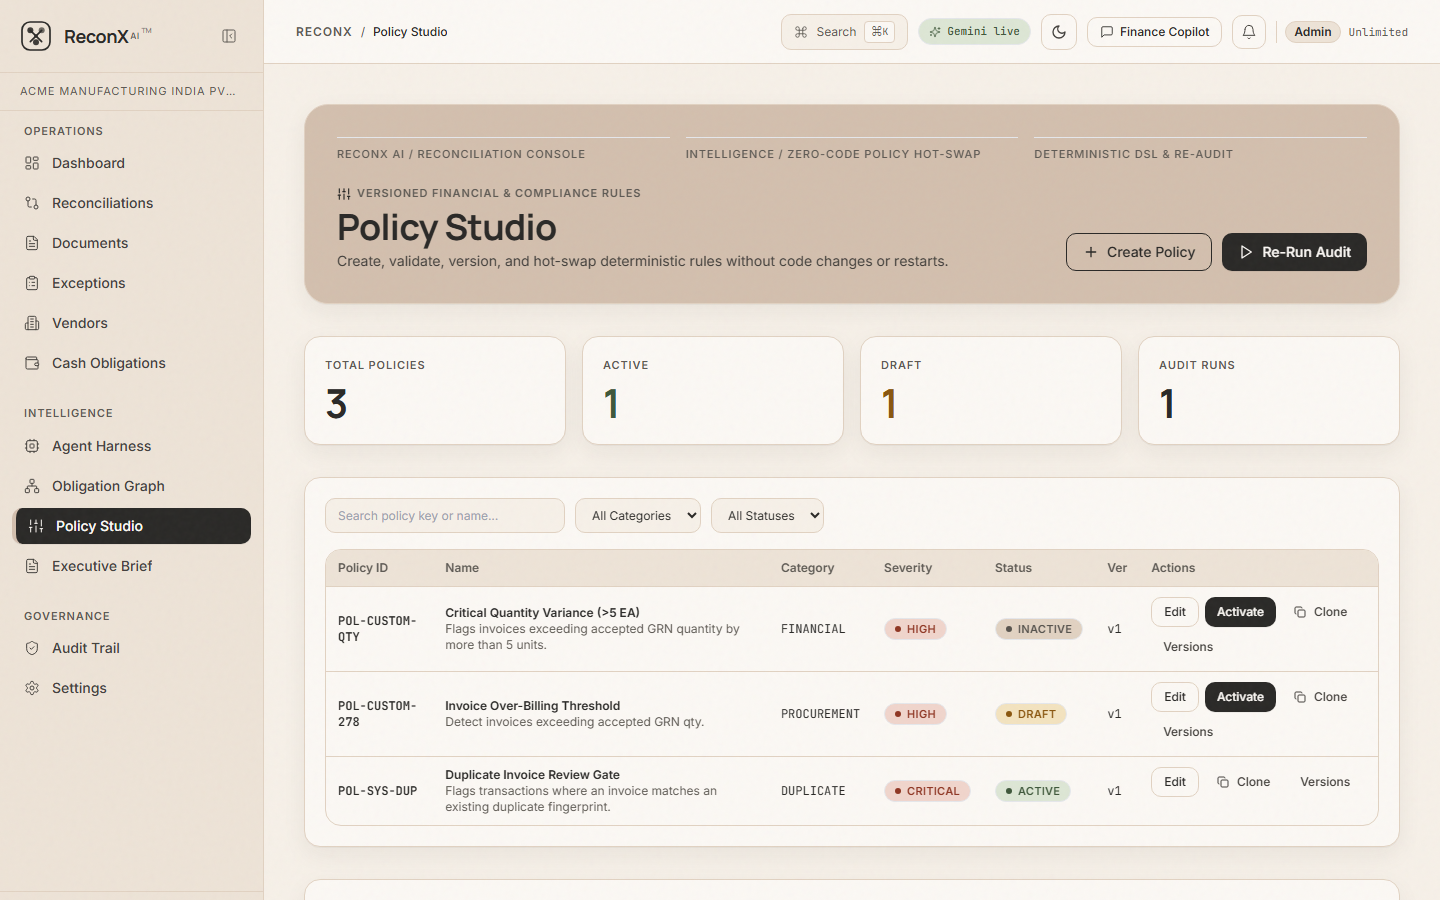 ReconX AI ™
ACME MANUFACTURING INDIA PV...
OPERATIONS
Dashboard
Reconciliations
Documents
Exceptions
Vendors
Cash Obligations
INTELLIGENCE
Agent Harness
Obligation Graph
Policy Studio
Executive Brief
GOVERNANCE
Audit Trail
Settings
RECONX / Policy Studio
⌘ Search ⌘K
Gemini live
Finance Copilot
Admin Unlimited
RECONX AI / RECONCILIATION CONSOLE
INTELLIGENCE / ZERO-CODE POLICY HOT-SWAP
DETERMINISTIC DSL & RE-AUDIT
VERSIONED FINANCIAL & COMPLIANCE RULES
Policy Studio
Create, validate, version, and hot-swap deterministic rules without code changes or restarts.
Create Policy
Re-Run Audit
TOTAL POLICIES
3
ACTIVE
1
DRAFT
1
AUDIT RUNS
1
Search policy key or name...
All Categories
All Statuses
Policy ID Name Category Severity Status Ver Actions
POL-CUSTOM-
QTY
Critical Quantity Variance (>5 EA)
Flags invoices exceeding accepted GRN quantity by
more than 5 units.
FINANCIAL HIGH INACTIVE v1 Edit Activate Clone
Versions
POL-CUSTOM-
278
Invoice Over-Billing Threshold
Detect invoices exceeding accepted GRN qty.
PROCUREMENT HIGH DRAFT v1 Edit Activate Clone
Versions
POL-SYS-DUP
Duplicate Invoice Review Gate
Flags transactions where an invoice matches an
existing duplicate fingerprint.
DUPLICATE CRITICAL ACTIVE v1 Edit Clone Versions